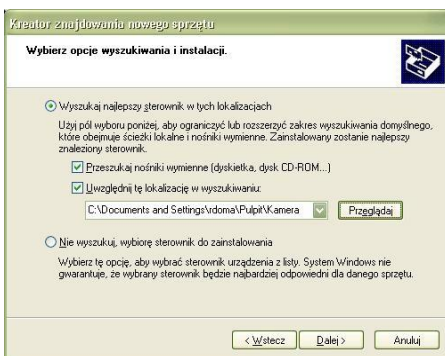 Kreator znajdowania nowego sprzętu
Wybierz opcje wyszukiwania i instalacji.
Wyszukaj najlepszy sterownik w tych lokalizacjach
Użyj pól wyboru poniżej, aby ograniczyć lub rozszerzyć zakres wyszukiwania domyślnego,
które obejmuje ścieżki lokalne i nośniki wymienne. Zainstalowany zostanie najlepszy
znaleziony sterownik.
Przeszukaj nośniki wymienne (dyskietka, dysk CD-ROM...)
Uwzględnij tę lokalizację w wyszukiwaniu:
C:\Documents and Settings\rdoma\Pulpit\Kamera
Przeglądaj
Nie wyszukuj, wybiorę sterownik do zainstalowania
Wybierz tę opcję, aby wybrać sterownik urządzenia z listy. System Windows nie
gwarantuje, że wybrany sterownik będzie najbardziej odpowiedni dla danego sprzętu.
< Wstecz
Dalej >
Anuluj